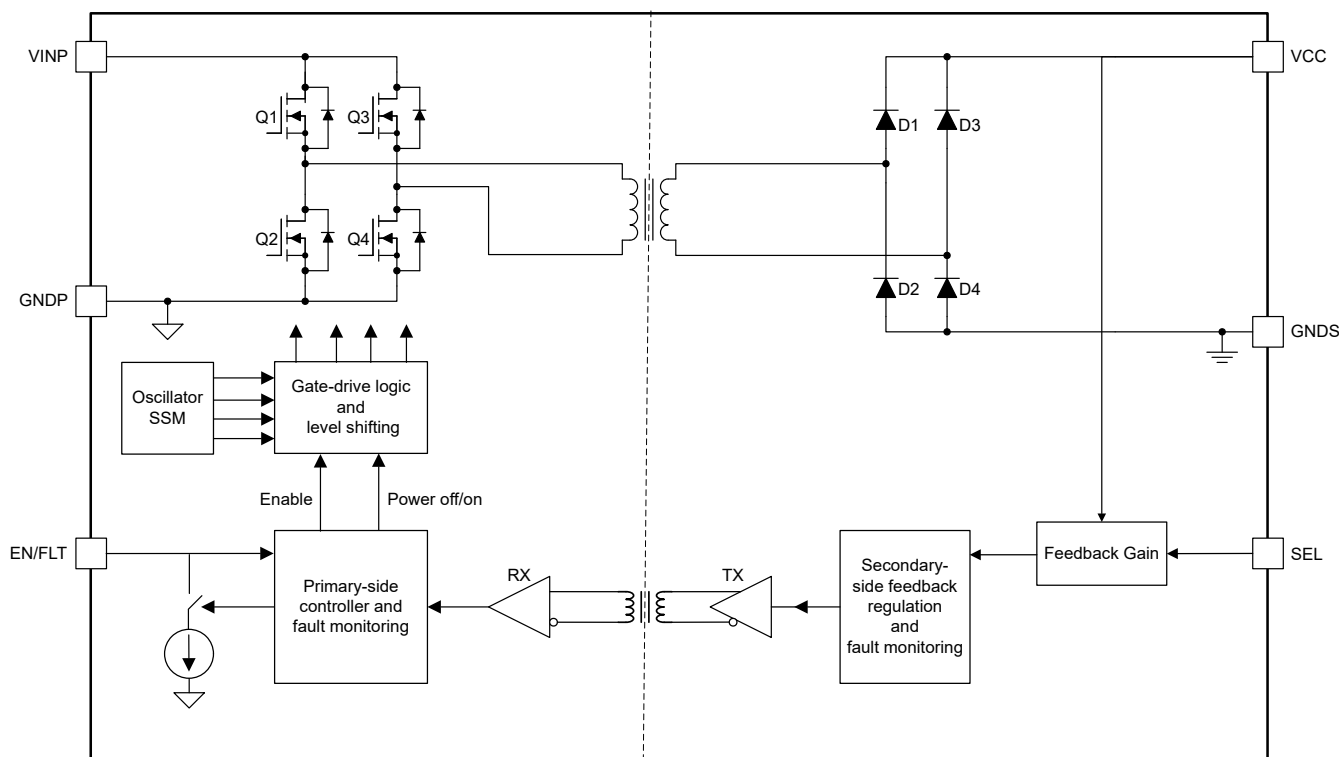 VINP
VCC
Q1
Q3
D1
D3
Q2
Q4
D2
D4
GNDP
GNDS
Oscillator
SSM
Gate-drive logic
and
level shifting
Enable
Power off/on
EN/FLT
Primary-side
controller and
fault monitoring
RX
TX
Secondary-
side feedback
regulation
and
fault monitoring
Feedback Gain
SEL